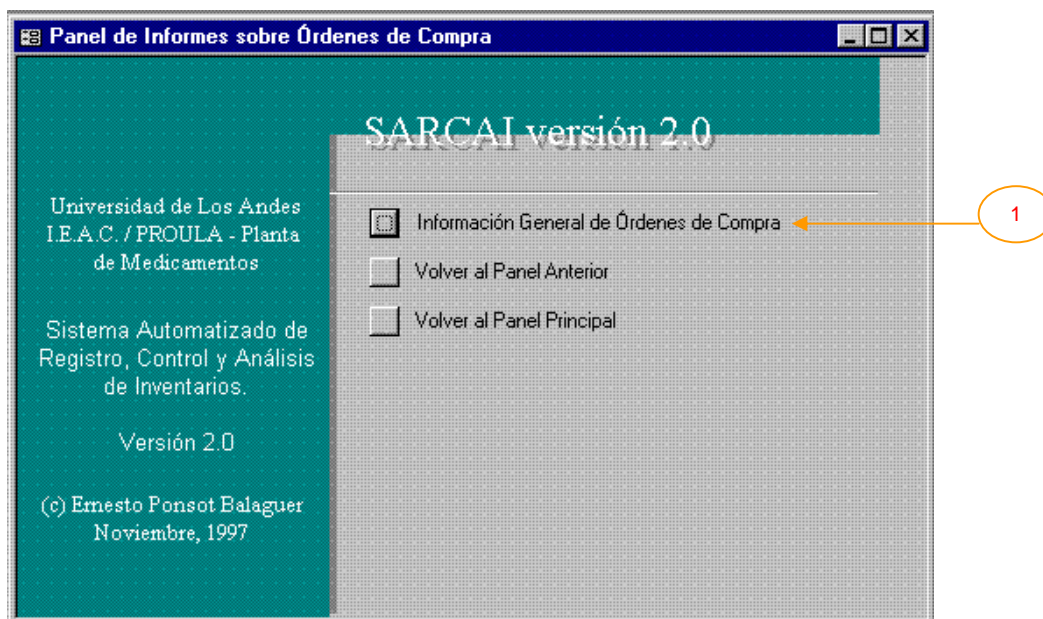 Panel de Informes sobre Órdenes de Compra
SARCAI versión 2.0
Universidad de Los Andes
I.E.A.C. / PROULA - Planta
de Medicamentos
Sistema Automatizado de
Registro, Control y Análisis
de Inventarios.
Versión 2.0
(c) Ernesto Ponsot Balaguer
Noviembre, 1997
Información General de Órdenes de Compra
1
Volver al Panel Anterior
Volver al Panel Principal